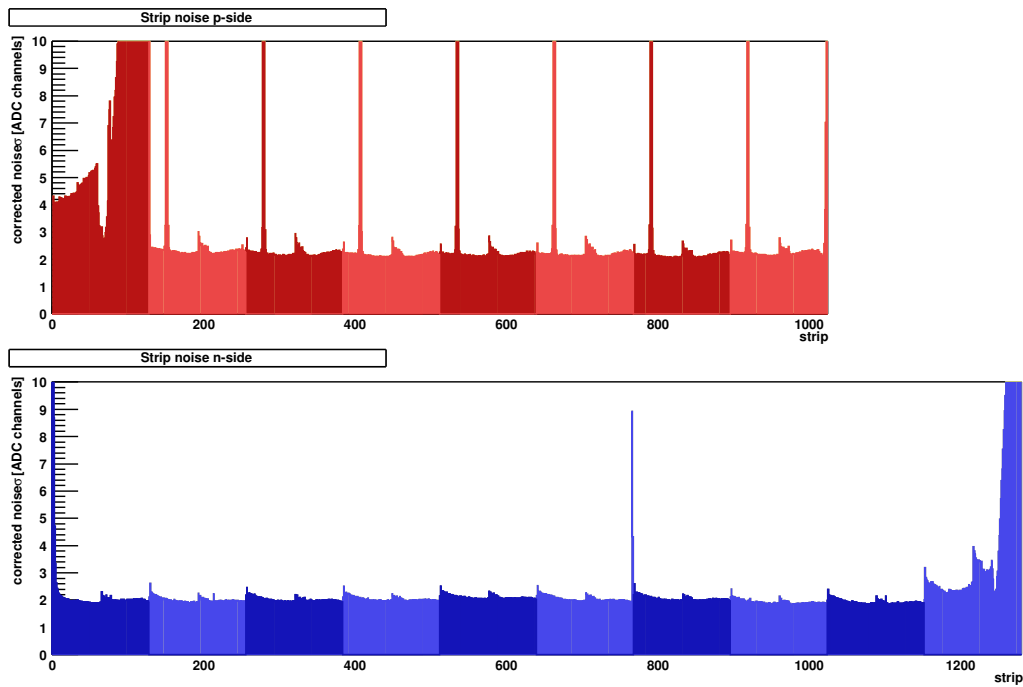 Strip noise p-side
corrected noiseσ [ADC channels]
10
9
8
7
6
5
4
3
2
1
0
0 200 400 600 800 1000
strip
Strip noise n-side
corrected noiseσ [ADC channels]
10
9
8
7
6
5
4
3
2
1
0
0 200 400 600 800 1000 1200
strip